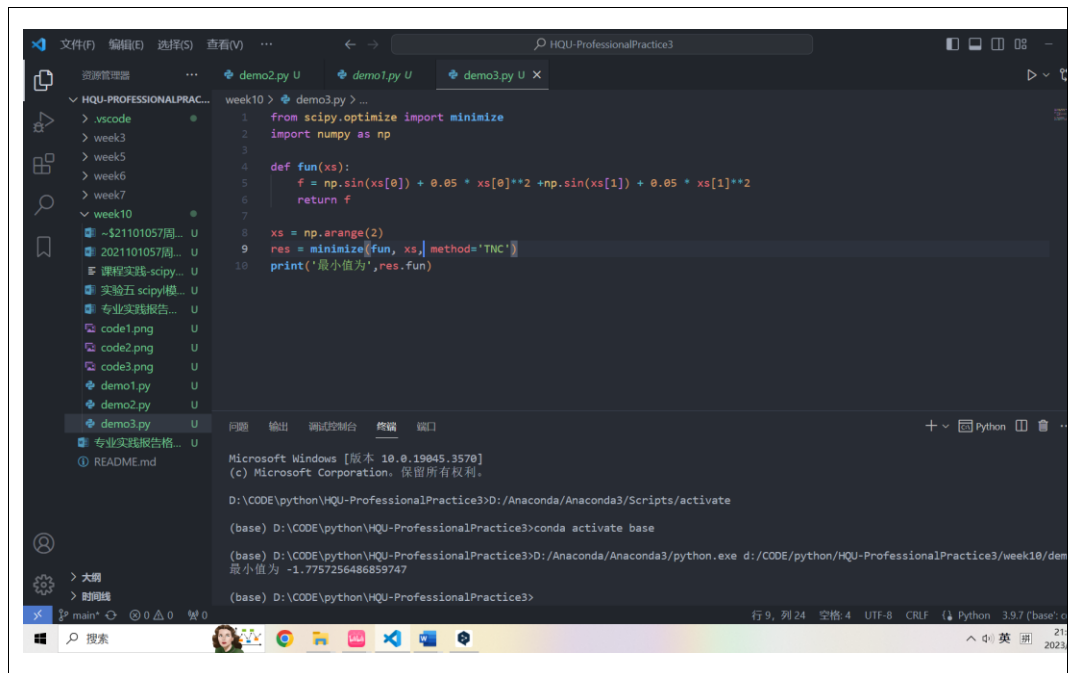 文件(F) 编辑(E) 选择(S) 查看(V) ···
HQU-ProfessionalPractice3
资源管理器 ···
HQU-PROFESSIONALPRAC...
.vscode
week3
week5
week6
week7
week10
~$21101057周... U
2021101057周... U
课程实践-scipy... U
实验五 scipyl模... U
专业实践报告... U
code1.png U
code2.png U
code3.png U
demo1.py U
demo2.py U
demo3.py U
专业实践报告格... U
README.md
大纲
时间线
demo2.py U demo1.py U demo3.py U
week10 > demo3.py > ...
1 from scipy.optimize import minimize
2 import numpy as np
3
4 def fun(xs):
5 f = np.sin(xs[0]) + 0.05 * xs[0]**2 +np.sin(xs[1]) + 0.05 * xs[1]**2
6 return f
7
8 xs = np.arange(2)
9 res = minimize(fun, xs, method='TNC')
10 print('最小值为',res.fun)
问题 输出 调试控制台 终端 端口
Python
Microsoft Windows [版本 10.0.19045.3570]
(c) Microsoft Corporation。保留所有权利。
D:\CODE\python\HQU-ProfessionalPractice3>D:/Anaconda/Anaconda3/Scripts/activate
(base) D:\CODE\python\HQU-ProfessionalPractice3>conda activate base
(base) D:\CODE\python\HQU-ProfessionalPractice3>D:/Anaconda/Anaconda3/python.exe d:/CODE/python/HQU-ProfessionalPractice3/week10/dem
最小值为 -1.7757256486859747
(base) D:\CODE\python\HQU-ProfessionalPractice3>
main* 0 0 0 行 9, 列 24 空格: 4 UTF-8 CRLF Python 3.9.7 ('base': c
搜索 英 拼 21:
2023/